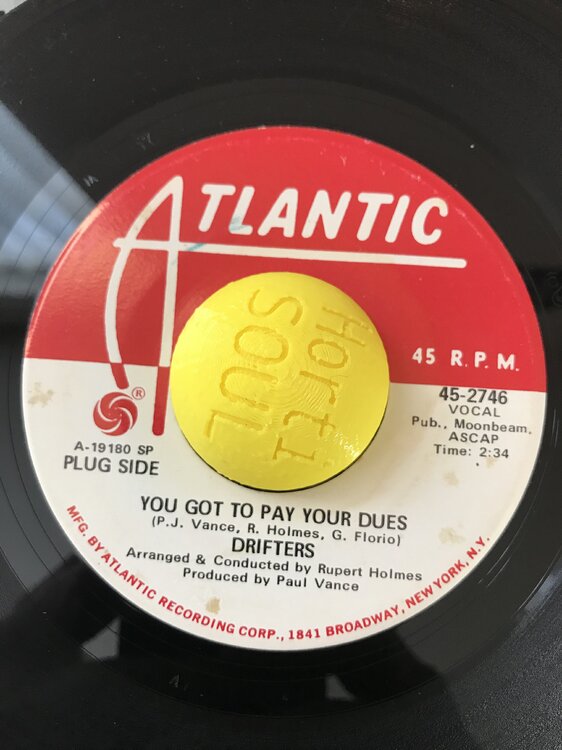 ATLANTIC
Horti
SOUL
45 R.P.M.
®
45-2746
VOCAL
Pub., Moonbeam,
ASCAP
Time: 2:34
A-19180 SP
PLUG SIDE
YOU GOT TO PAY YOUR DUES
(P.J. Vance, R. Holmes, G. Florio)
DRIFTERS
Arranged & Conducted by Rupert Holmes
Produced by Paul Vance
MFG. BY ATLANTIC RECORDING CORP., 1841 BROADWAY, NEW YORK, N.Y.